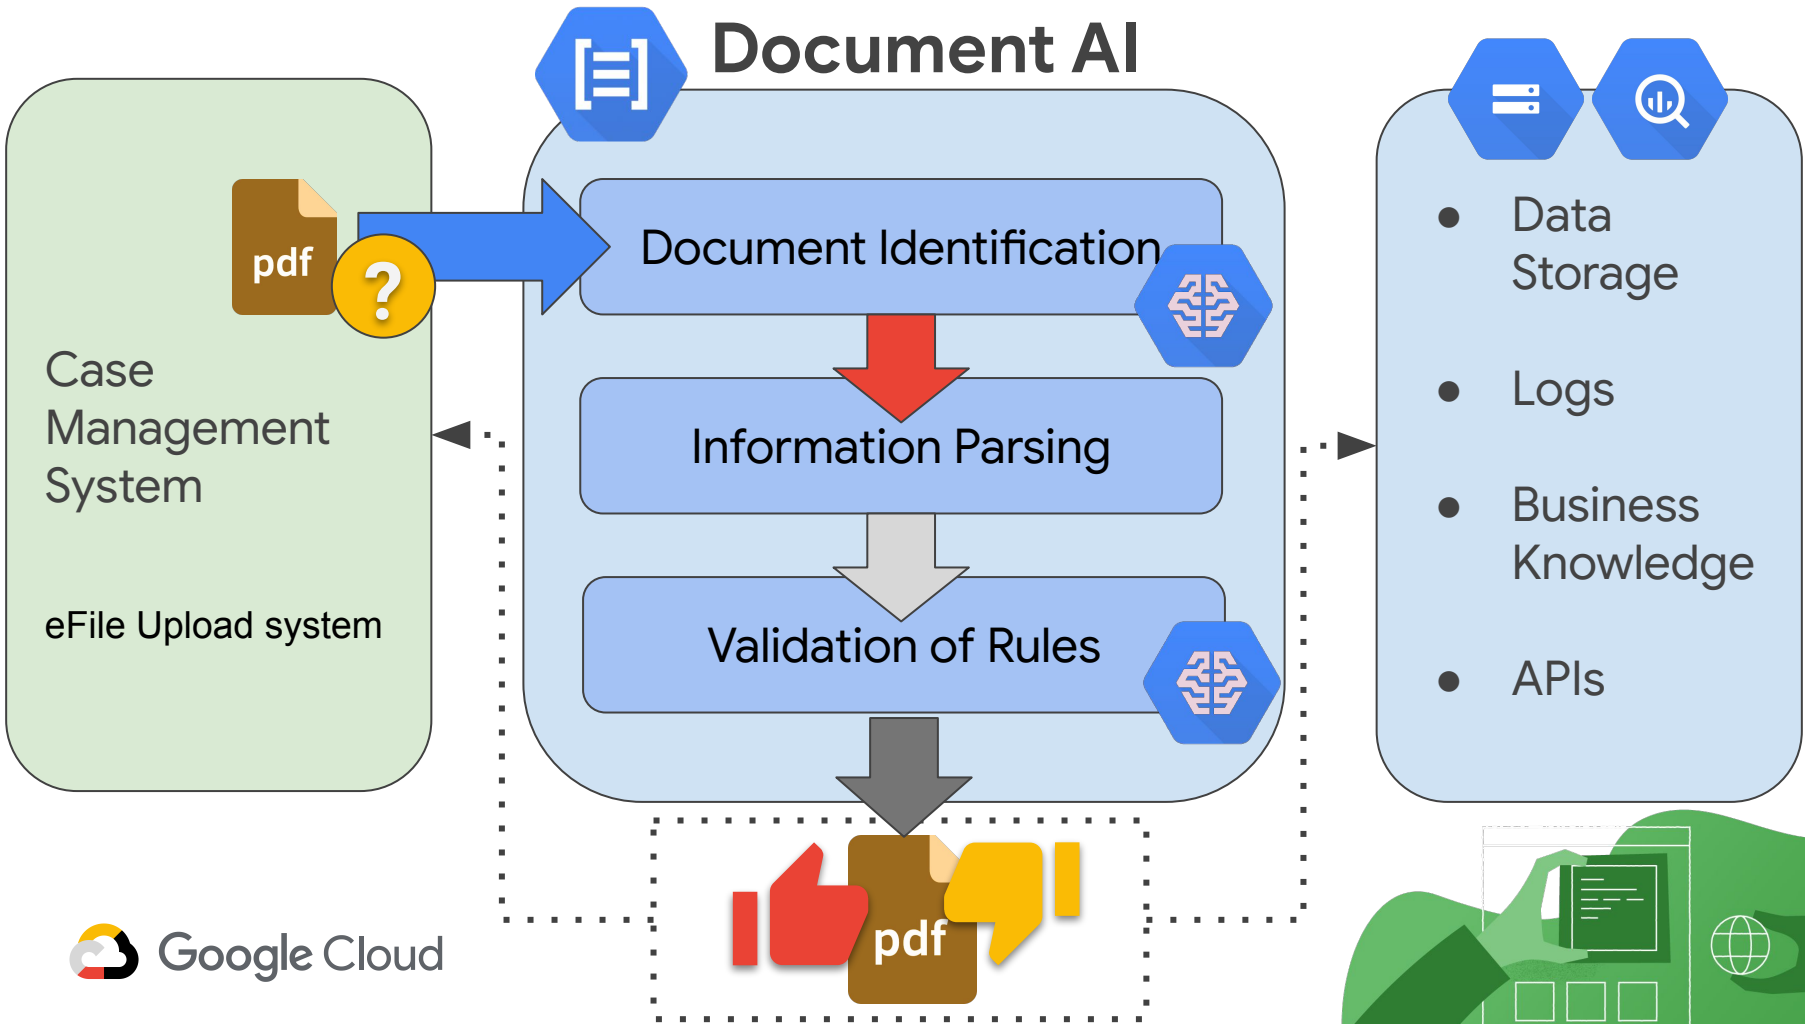 Document AI
pdf
?
Case
Management
System
eFile Upload system
Document Identification
Information Parsing
Validation of Rules
pdf
● Data
Storage
● Logs
● Business
Knowledge
● APIs
Google Cloud